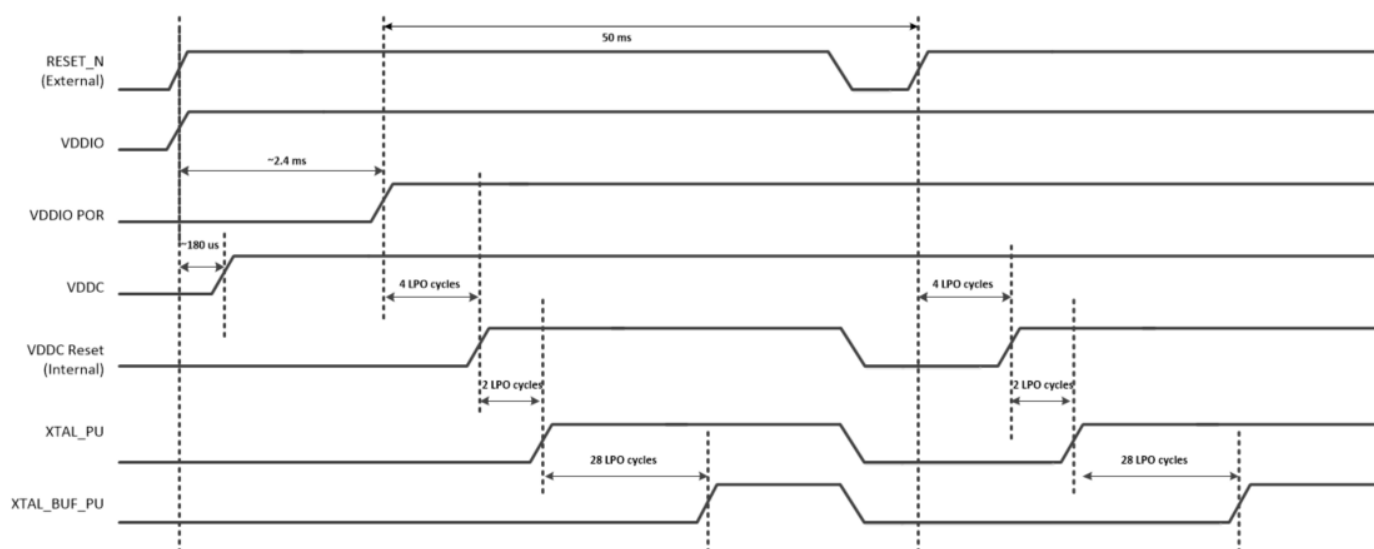 50 ms
RESET_N
(External)
VDDIO
~2.4 ms
VDDIO POR
~180 us
VDDC
4 LPO cycles
4 LPO cycles
VDDC Reset
(Internal)
2 LPO cycles
2 LPO cycles
XTAL_PU
28 LPO cycles
28 LPO cycles
XTAL_BUF_PU